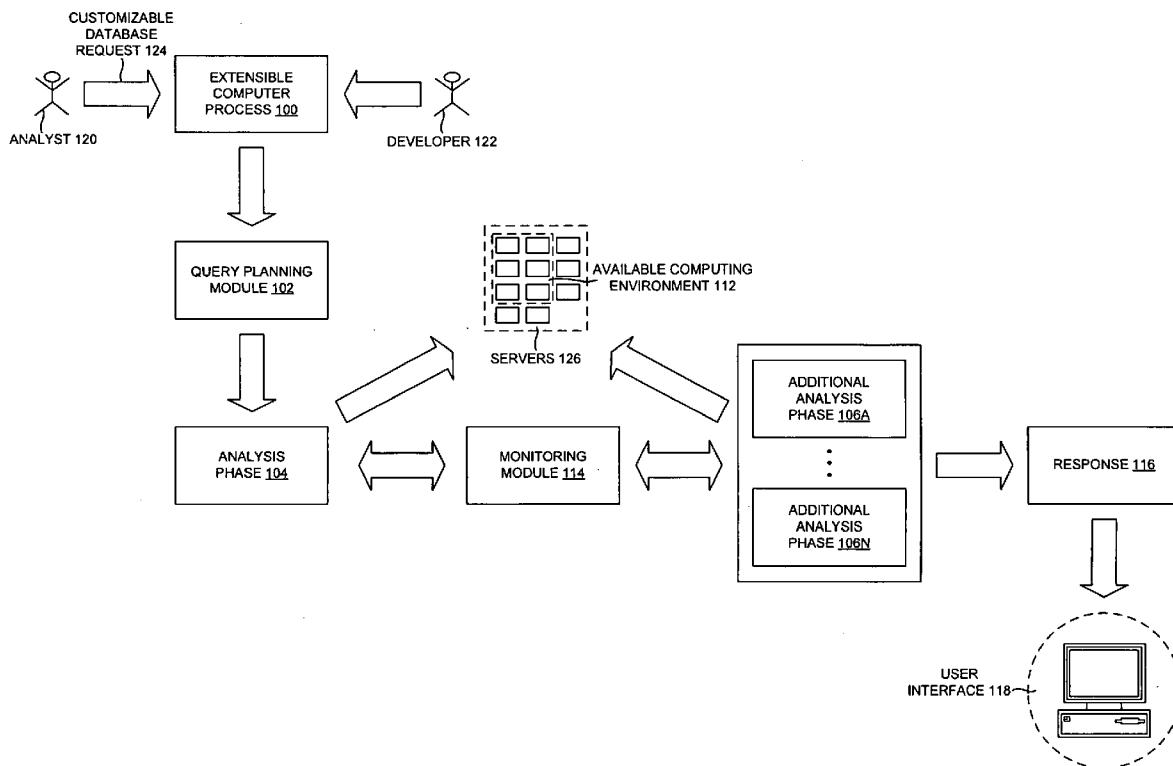 CUSTOMIZABLE
DATABASE
REQUEST 124
EXTENSIBLE
COMPUTER
PROCESS 100
ANALYST 120
DEVELOPER 122
QUERY PLANNING
MODULE 102
AVAILABLE COMPUTING
ENVIRONMENT 112
SERVERS 126
ANALYSIS
PHASE 104
MONITORING
MODULE 114
ADDITIONAL
ANALYSIS
PHASE 106A
ADDITIONAL
ANALYSIS
PHASE 106N
RESPONSE 116
USER
INTERFACE 118